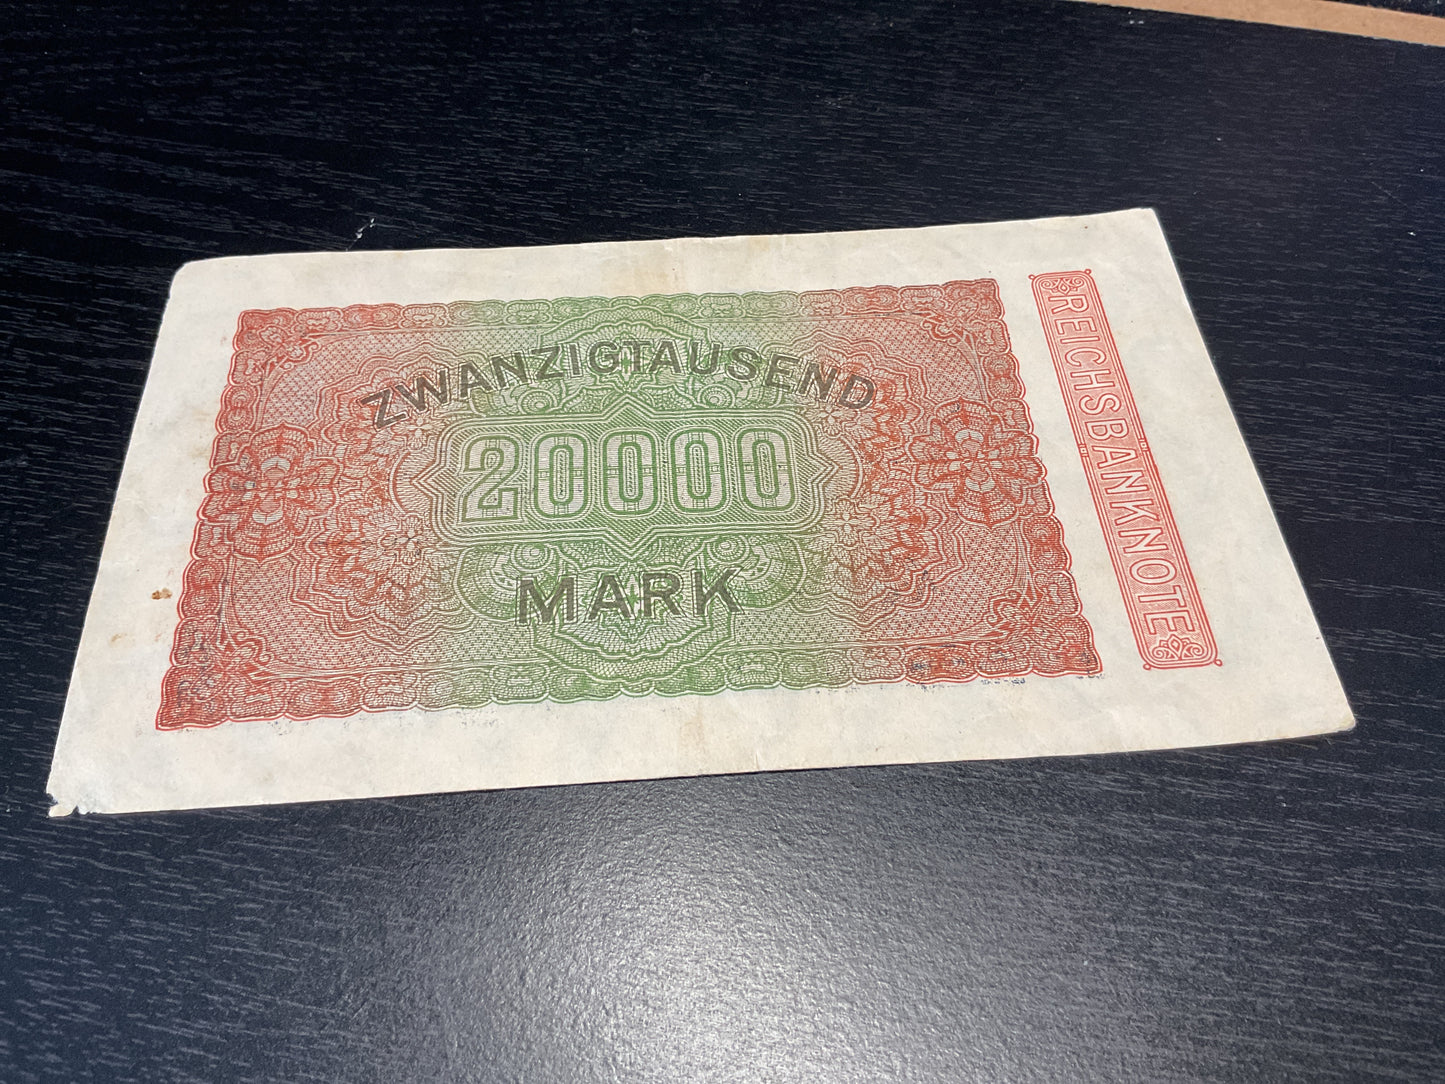 ZWANZIGTAUSEND
20000
MARK
REICHSBANKNOTE